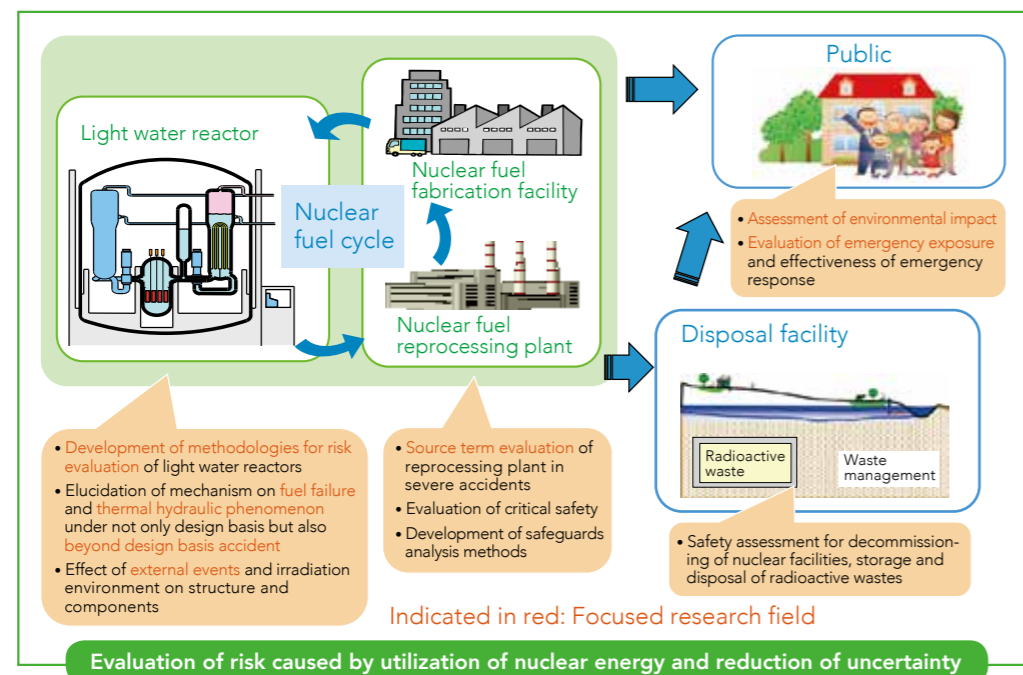 Light water reactor
Nuclear
fuel cycle
Nuclear fuel
fabrication facility
Nuclear fuel
reprocessing plant
Public
• Assessment of environmental impact
• Evaluation of emergency exposure
and effectiveness of emergency
response
Disposal facility
Radioactive
waste
Waste
management
• Development of methodologies for risk
evaluation of light water reactors
• Elucidation of mechanism on fuel failure
and thermal hydraulic phenomenon
under not only design basis but also
beyond design basis accident
• Effect of external events and irradiation
environment on structure and
components
• Source term evaluation of
reprocessing plant in
severe accidents
• Evaluation of critical safety
• Development of safeguards
analysis methods
• Safety assessment for decommission-
ing of nuclear facilities, storage and
disposal of radioactive wastes
Indicated in red: Focused research field
Evaluation of risk caused by utilization of nuclear energy and reduction of uncertainty